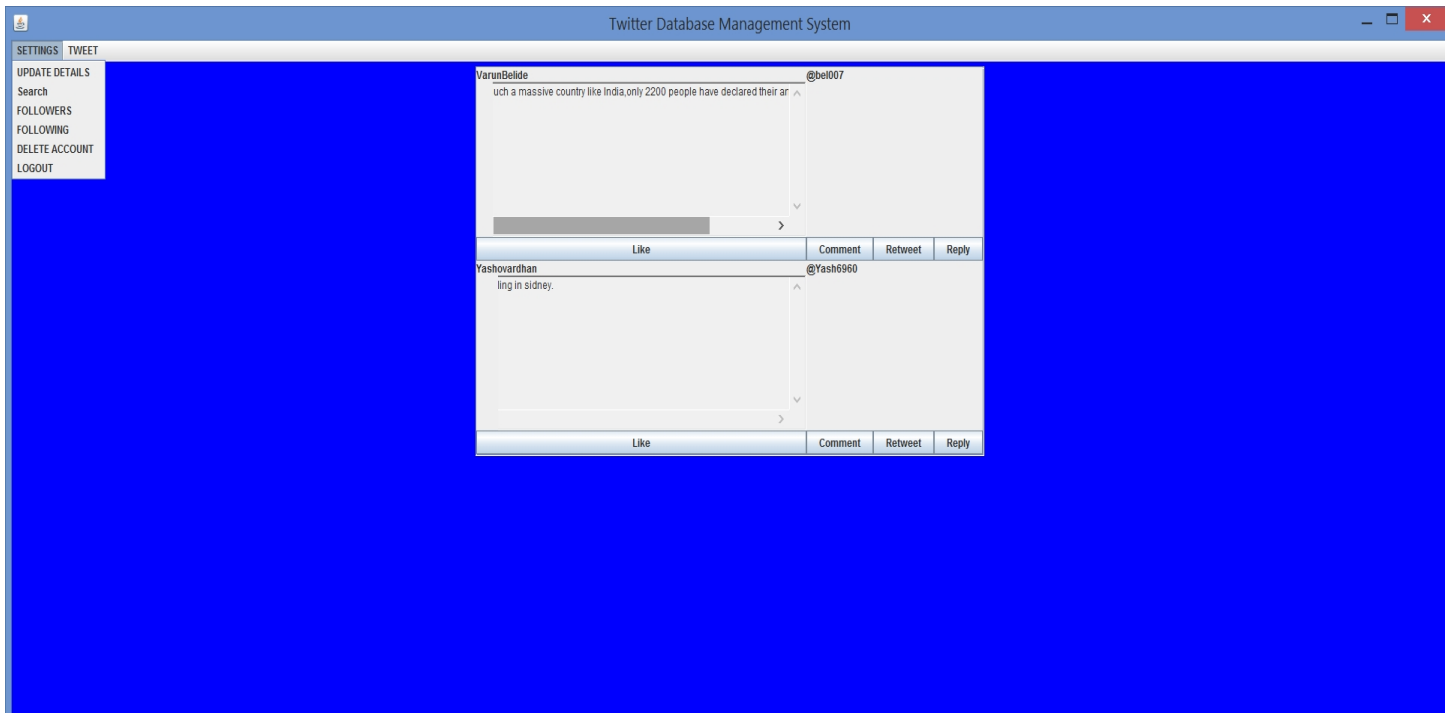 Twitter Database Management System
SETTINGS TWEET
UPDATE DETAILS
Search
FOLLOWERS
FOLLOWING
DELETE ACCOUNT
LOGOUT
VarunBelide @bel007
uch a massive country like India,only 2200 people have declared their ar
Like Comment Retweet Reply
Yashovardhan @Yash6960
ling in sidney.
Like Comment Retweet Reply